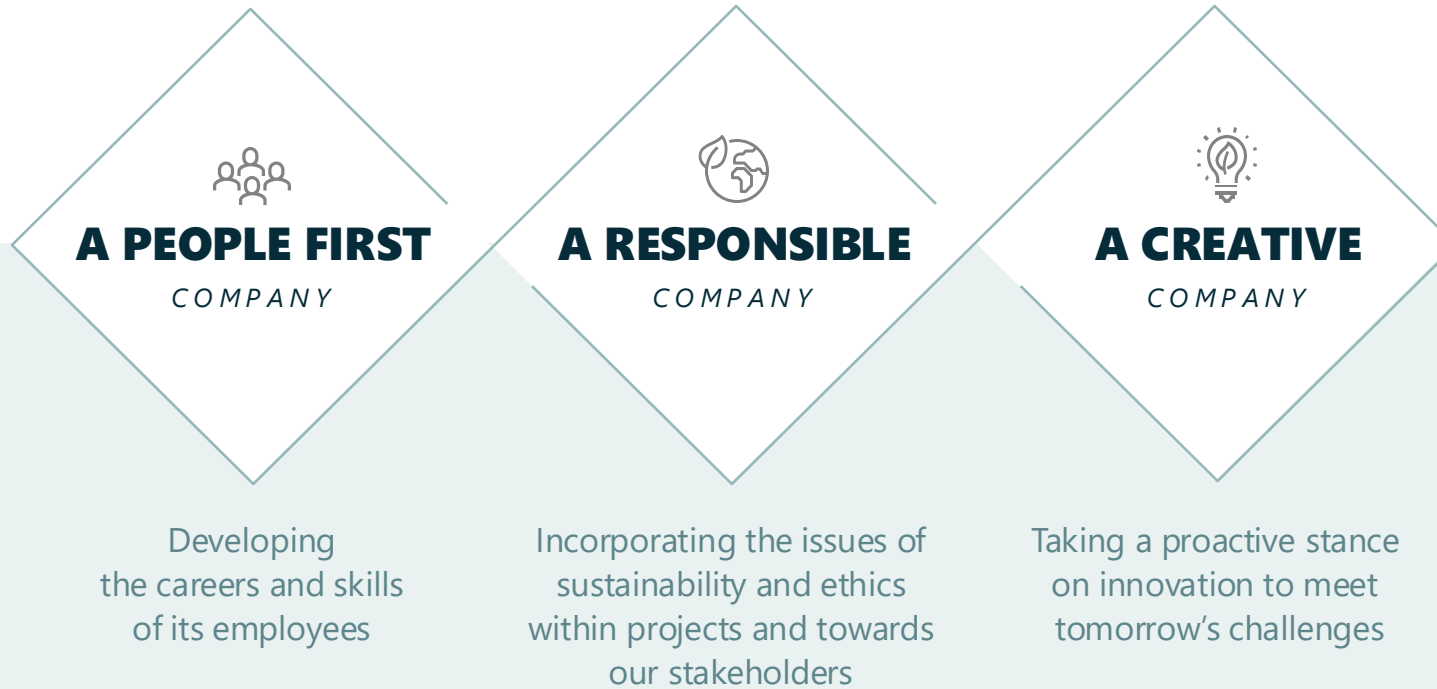 A PEOPLE FIRST
COMPANY
Developing
the careers and skills
of its employees
A RESPONSIBLE
COMPANY
Incorporating the issues of
sustainability and ethics
within projects and towards
our stakeholders
A CREATIVE
COMPANY
Taking a proactive stance
on innovation to meet
tomorrow’s challenges